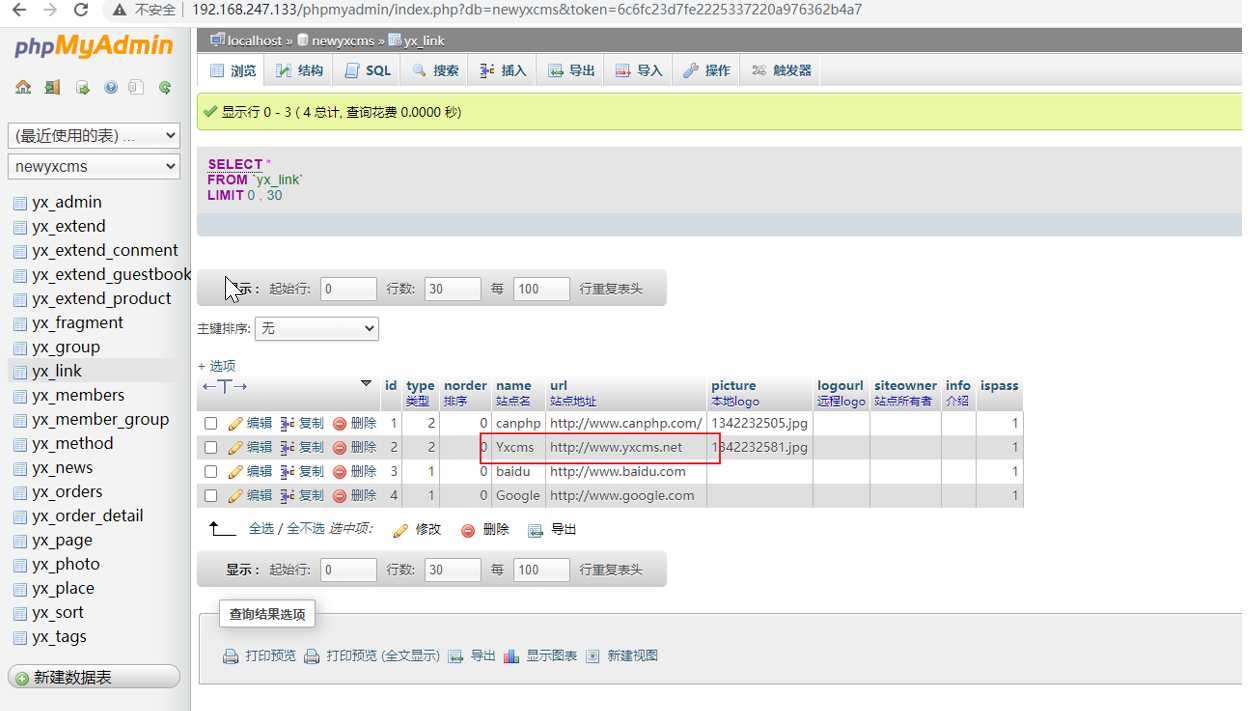 不安全 192.168.247.133/phpmyadmin/index.php?db=newyxcms&token=6c6fc23d7fe2225337220a976362b4a7
phpMyAdmin
(最近使用的表) ...
newyxcms
yx_admin
yx_extend
yx_extend_conment
yx_extend_guestbook
yx_extend_product
yx_fragment
yx_group
yx_link
yx_members
yx_member_group
yx_method
yx_news
yx_orders
yx_order_detail
yx_page
yx_photo
yx_place
yx_sort
yx_tags
新建数据表
localhost » newyxcms » yx_link
浏览 结构 SQL 搜索 插入 导出 导入 操作 触发器
显示行 0 - 3 ( 4 总计, 查询花费 0.0000 秒)
SELECT *
FROM `yx_link`
LIMIT 0 , 30
示 : 起始行: 0 行数: 30 每 100 行重复表头
主键排序: 无
+ 选项
←T→ id type norder name url picture logourl siteowner info ispass
类型 排序 站点名 站点地址 本地logo 远程logo 站点所有者 介绍
编辑 复制 删除 1 2 0 canphp http://www.canphp.com/ 1342232505.jpg 1
编辑 复制 删除 2 2 0 Yxcms http://www.yxcms.net 1342232581.jpg 1
编辑 复制 删除 3 1 0 baidu http://www.baidu.com 1
编辑 复制 删除 4 1 0 Google http://www.google.com 1
全选 / 全不选 选中项: 修改 删除 导出
显示 : 起始行: 0 行数: 30 每 100 行重复表头
查询结果选项
打印预览 打印预览 (全文显示) 导出 显示图表 新建视图